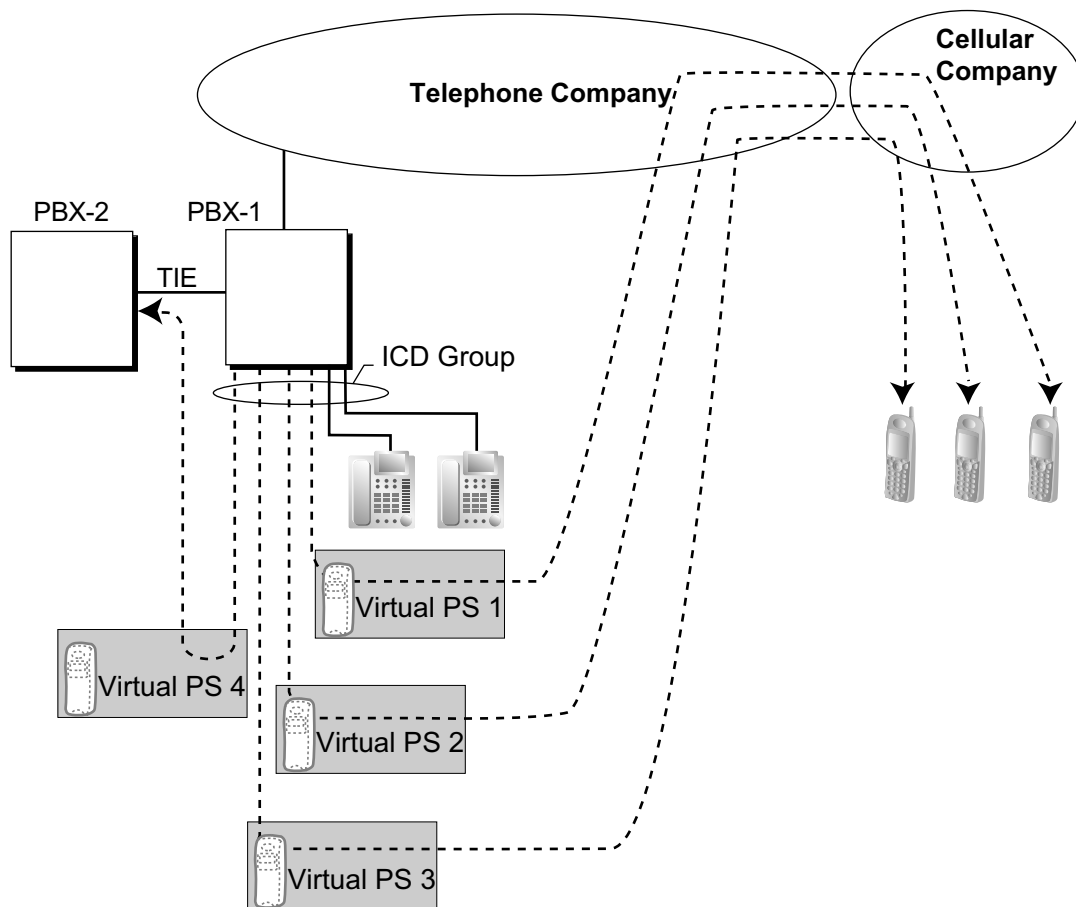 Cellular
Company
Telephone Company
PBX-2
PBX-1
TIE
ICD Group
Virtual PS 1
Virtual PS 4
Virtual PS 2
Virtual PS 3